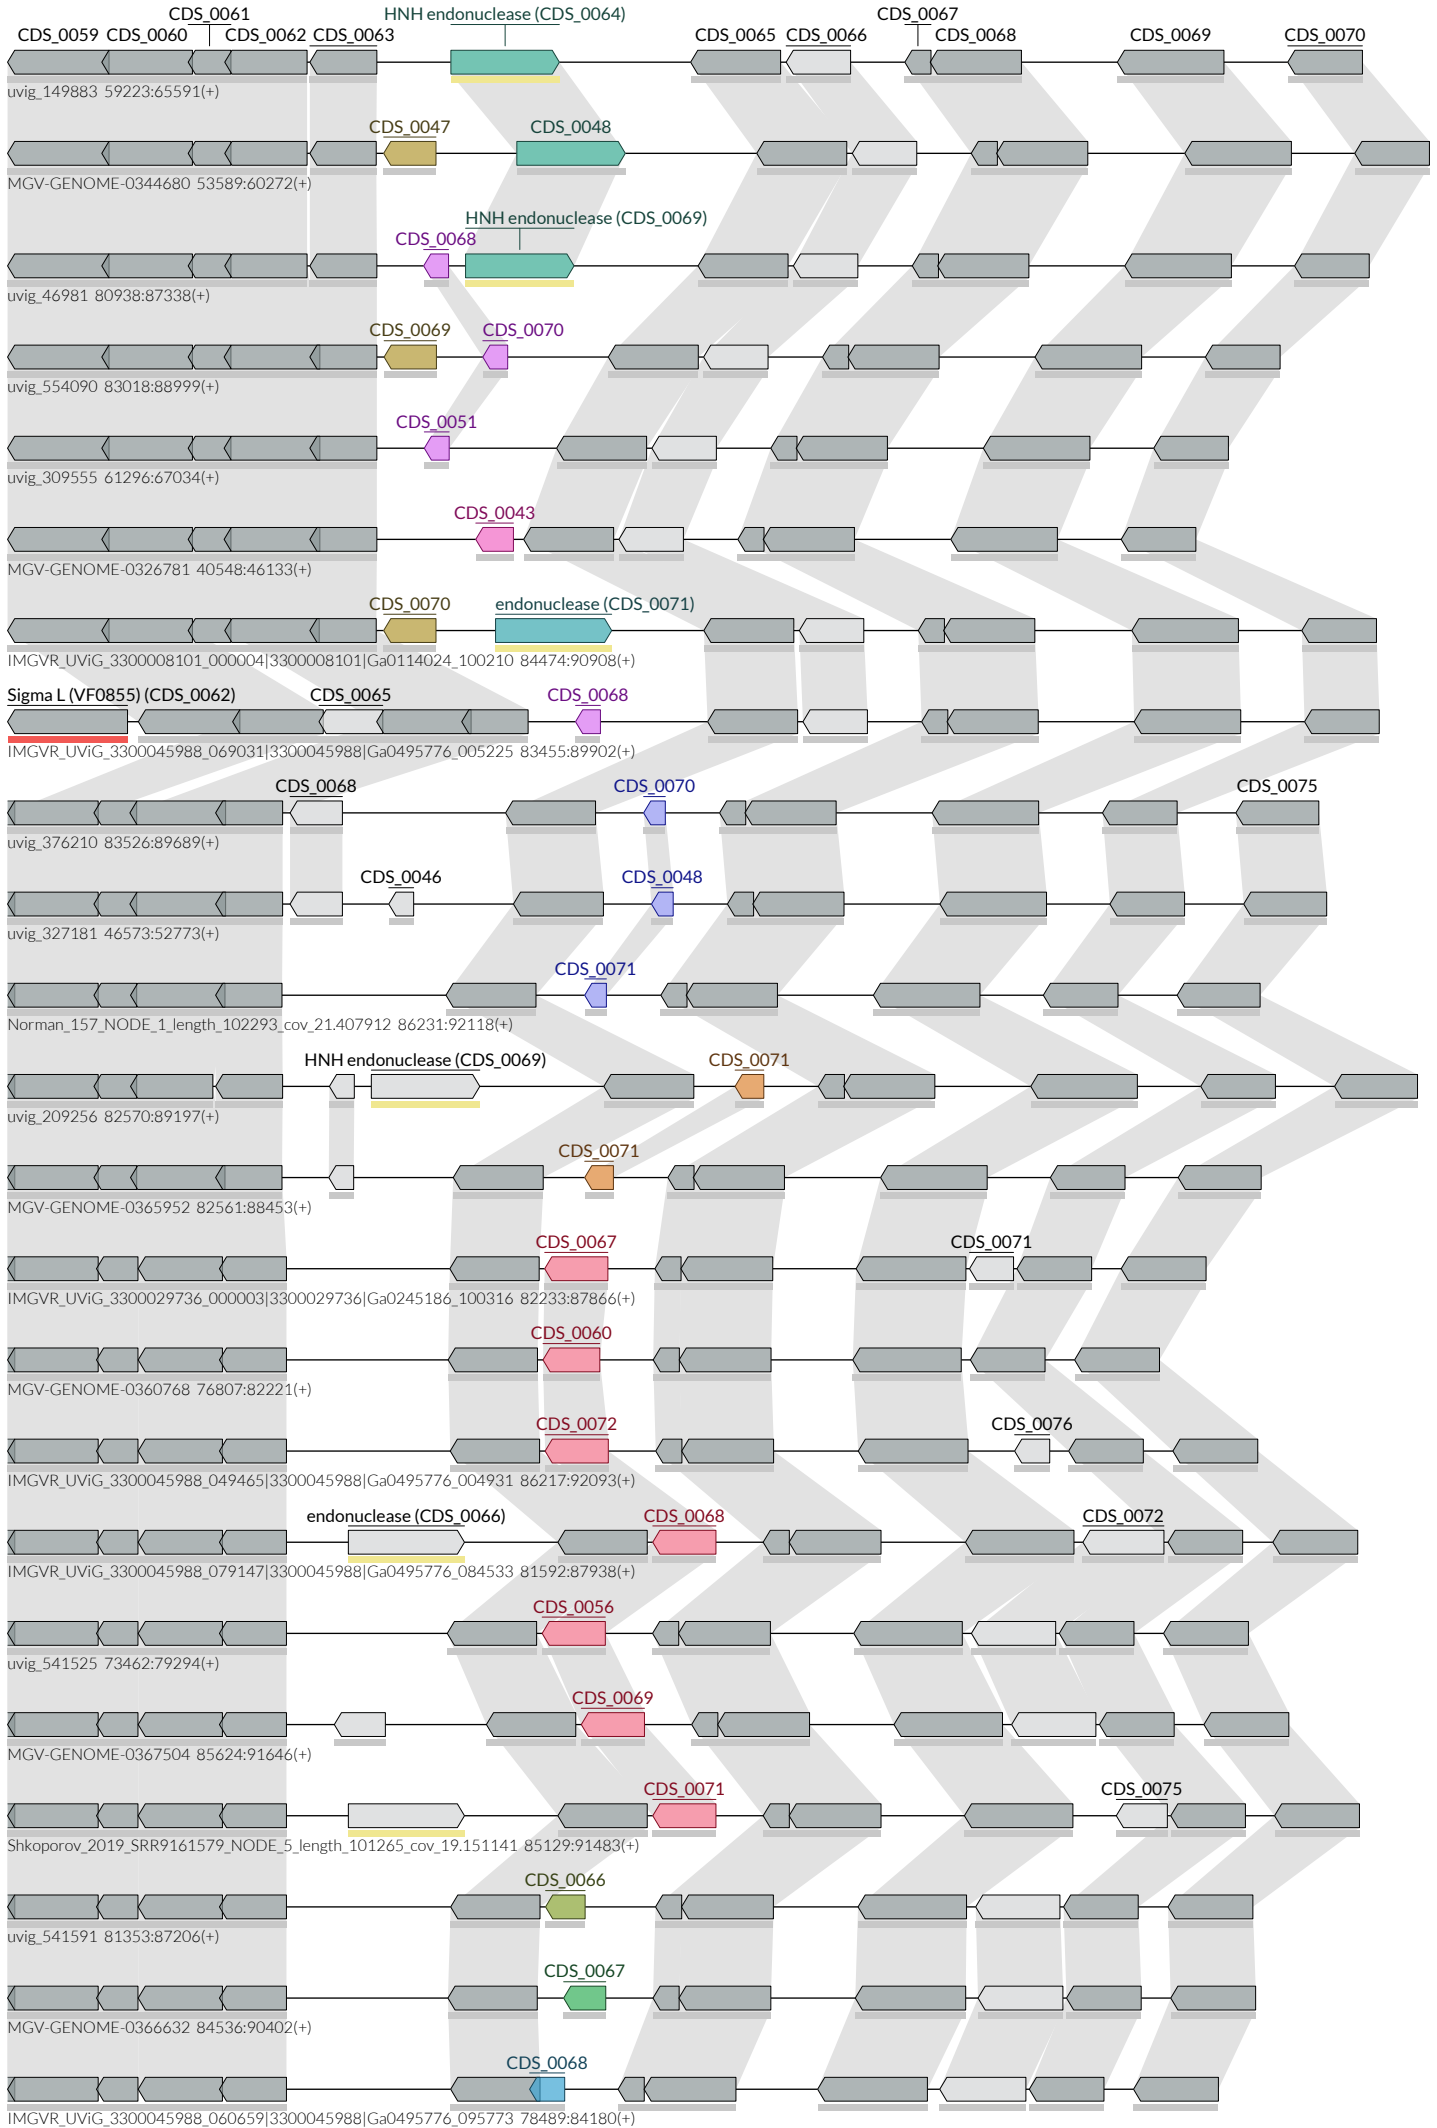 CDS_0061
HNH endonuclease (CDS_0064)
CDS_0067
CDS_0059 CDS_0060 CDS_0062 CDS_0063 CDS_0065 CDS_0066 CDS_0068 CDS_0069 CDS_0070
uvig_149883 59223:65591(+)
CDS_0047 CDS_0048
MGV-GENOME-0344680 53589:60272(+)
HNH endonuclease (CDS_0069)
CDS_0068
uvig_46981 80938:87338(+)
CDS_0069 CDS_0070
uvig_554090 83018:88999(+)
CDS_0051
uvig_309555 61296:67034(+)
CDS_0043
MGV-GENOME-0326781 40548:46133(+)
CDS_0070 endonuclease (CDS_0071)
IMGVR_UViG_3300008101_000004|3300008101|Ga0114024_100210 84474:90908(+)
Sigma L (VF0855) (CDS_0062) CDS_0065 CDS_0068
IMGVR_UViG_3300045988_069031|3300045988|Ga0495776_005225 83455:89902(+)
CDS_0068 CDS_0070 CDS_0075
uvig_376210 83526:89689(+)
CDS_0046 CDS_0048
uvig_327181 46573:52773(+)
CDS_0071
Norman_157_NODE_1_length_102293_cov_21.407912 86231:92118(+)
HNH endonuclease (CDS_0069) CDS_0071
uvig_209256 82570:89197(+)
CDS_0071
MGV-GENOME-0365952 82561:88453(+)
CDS_0067 CDS_0071
IMGVR_UViG_3300029736_000003|3300029736|Ga0245186_100316 82233:87866(+)
CDS_0060
MGV-GENOME-0360768 76807:82221(+)
CDS_0072 CDS_0076
IMGVR_UViG_3300045988_049465|3300045988|Ga0495776_004931 86217:92093(+)
endonuclease (CDS_0066) CDS_0068 CDS_0072
IMGVR_UViG_3300045988_079147|3300045988|Ga0495776_084533 81592:87938(+)
CDS_0056
uvig_541525 73462:79294(+)
CDS_0069
MGV-GENOME-0367504 85624:91646(+)
CDS_0071 CDS_0075
Shkoporov_2019_SRR9161579_NODE_5_length_101265_cov_19.151141 85129:91483(+)
CDS_0066
uvig_541591 81353:87206(+)
CDS_0067
MGV-GENOME-0366632 84536:90402(+)
CDS_0068
IMGVR_UViG_3300045988_060659|3300045988|Ga0495776_095773 78489:84180(+)